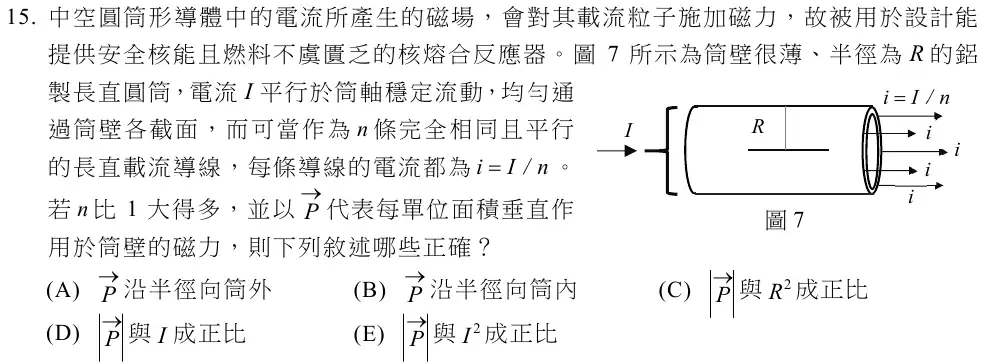 15. 中空圓筒形導體中的電流所產生的磁場，會對其載流粒子施加磁力，故被用於設計能
提供安全核能且燃料不虞匱乏的核熔合反應器。圖 7 所示為筒壁很薄、半徑為 R 的鋁
製長直圓筒，電流 I 平行於筒軸穩定流動，均勻通
過筒壁各截面，而可當作為 n 條完全相同且平行
的長直載流導線，每條導線的電流都為 i = I / n 。
若 n 比 1 大得多，並以 \vec{P} 代表每單位面積垂直作
用於筒壁的磁力，則下列敘述哪些正確？
I
R
i = I / n
i
i
i
i
圖 7
(A) \vec{P} 沿半徑向筒外 (B) \vec{P} 沿半徑向筒內 (C) |\vec{P}| 與 R² 成正比
(D) |\vec{P}| 與 I 成正比 (E) |\vec{P}| 與 I² 成正比